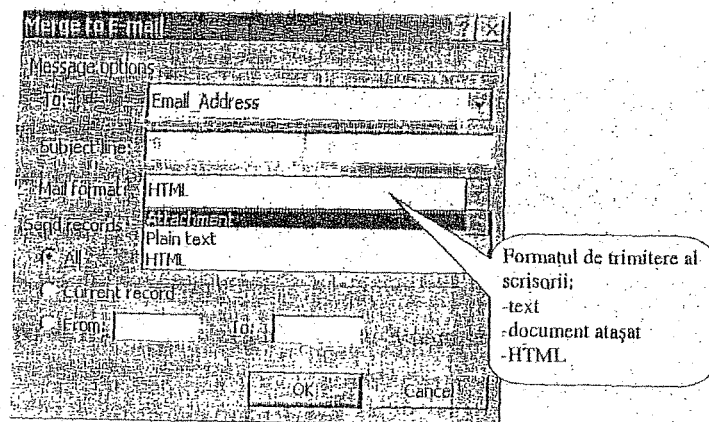 Merge to E-mail
Message options
To: Email_Address
Subject line:
Mail format: HTML
Attachment
Plain text
HTML
Send records
All
Current record
From: To:
OK Cancel
Formatul de trimitere al
scrisorii:
-text
-document atașat
-HTML